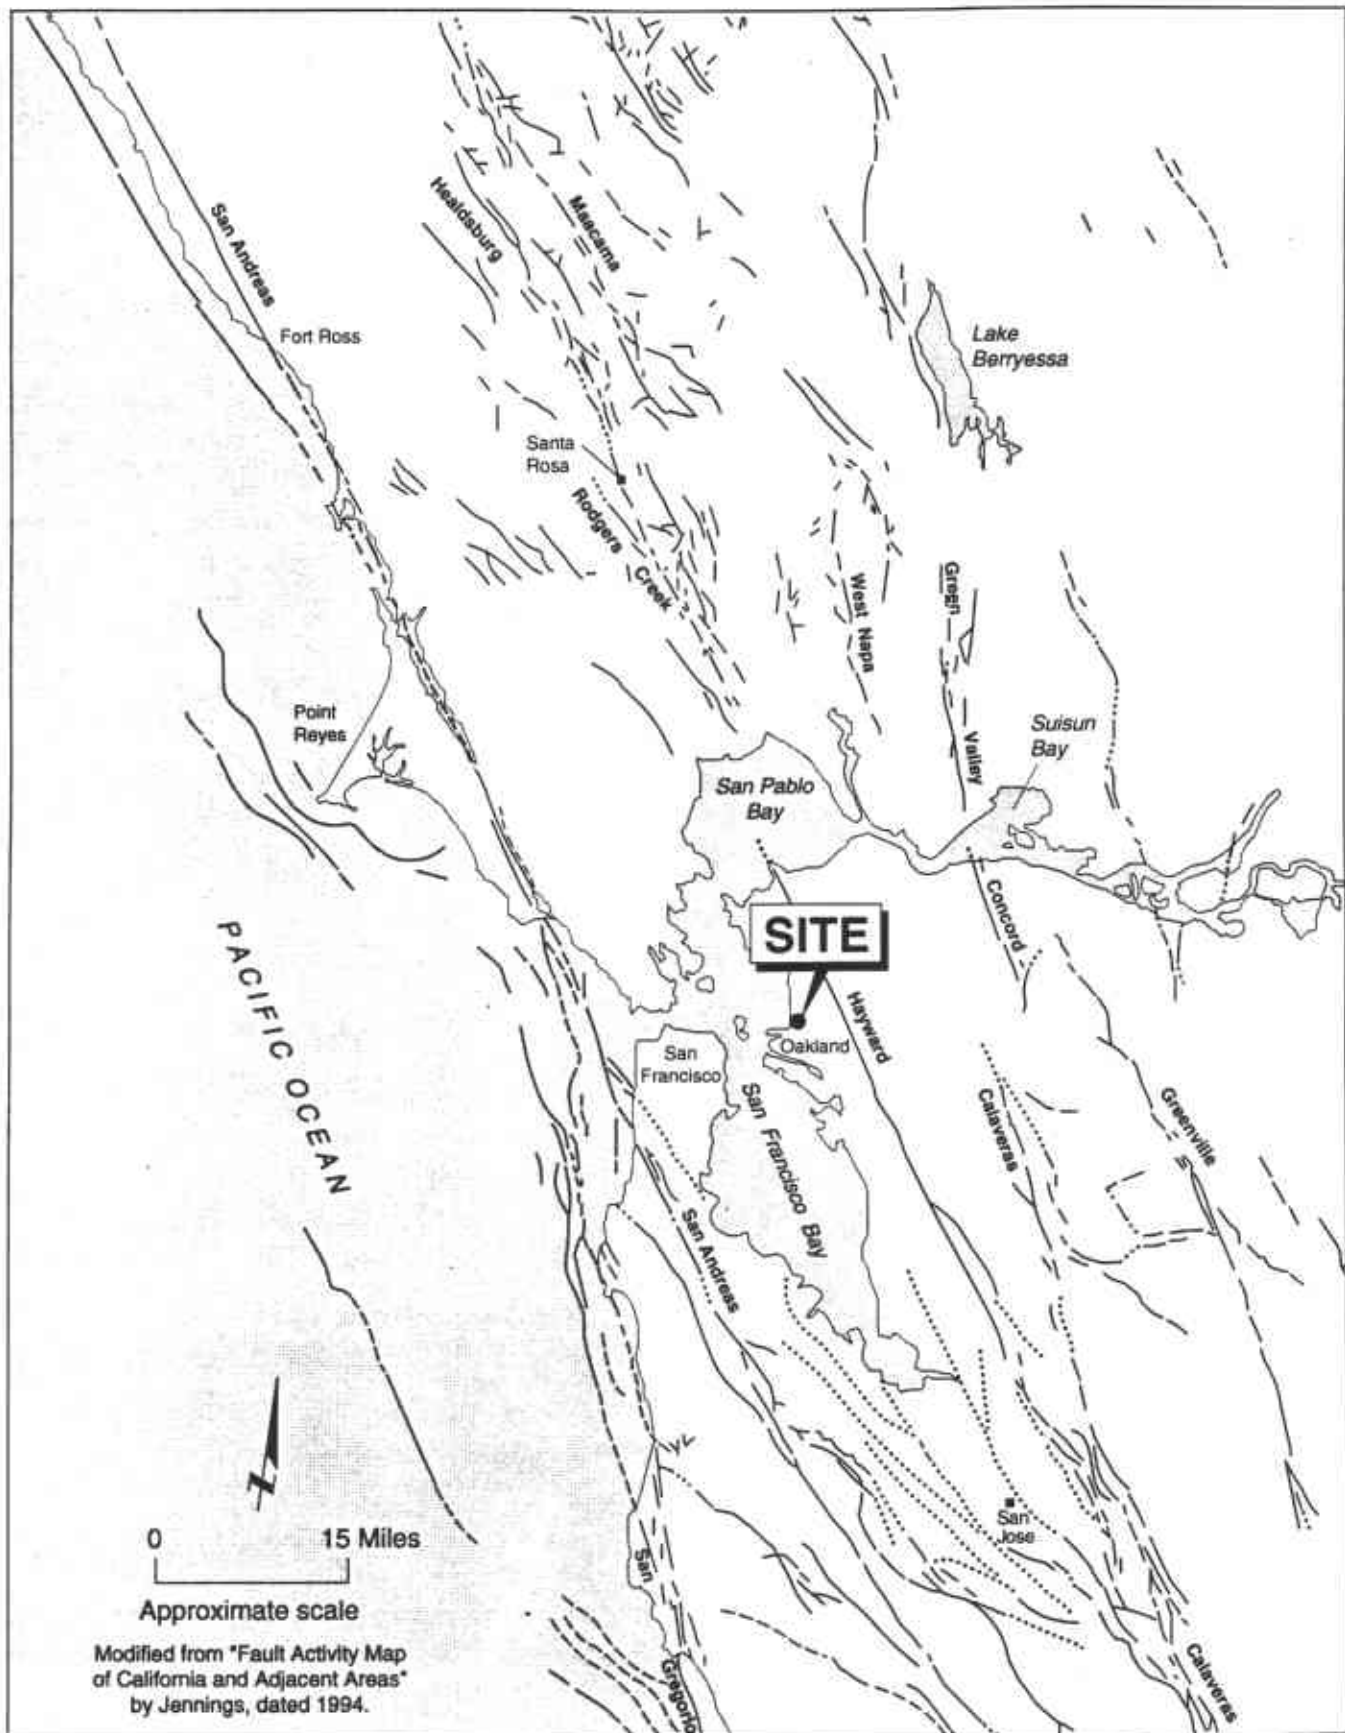 San Andreas
Healdsburg
Maacama
Fort Ross
Lake
Berryessa
Santa
Rosa
Rodgers Creek
West Napa
Green Valley
Point
Reyes
Suisun
Bay
San Pablo
Bay
Concord
SITE
PACIFIC OCEAN
Hayward
Oakland
San
Francisco
San Francisco Bay
Calaveras
Greenville
San Andreas
San
Jose
San Gregorio
Calaveras
0 15 Miles
Approximate scale
Modified from "Fault Activity Map
of California and Adjacent Areas"
by Jennings, dated 1994.